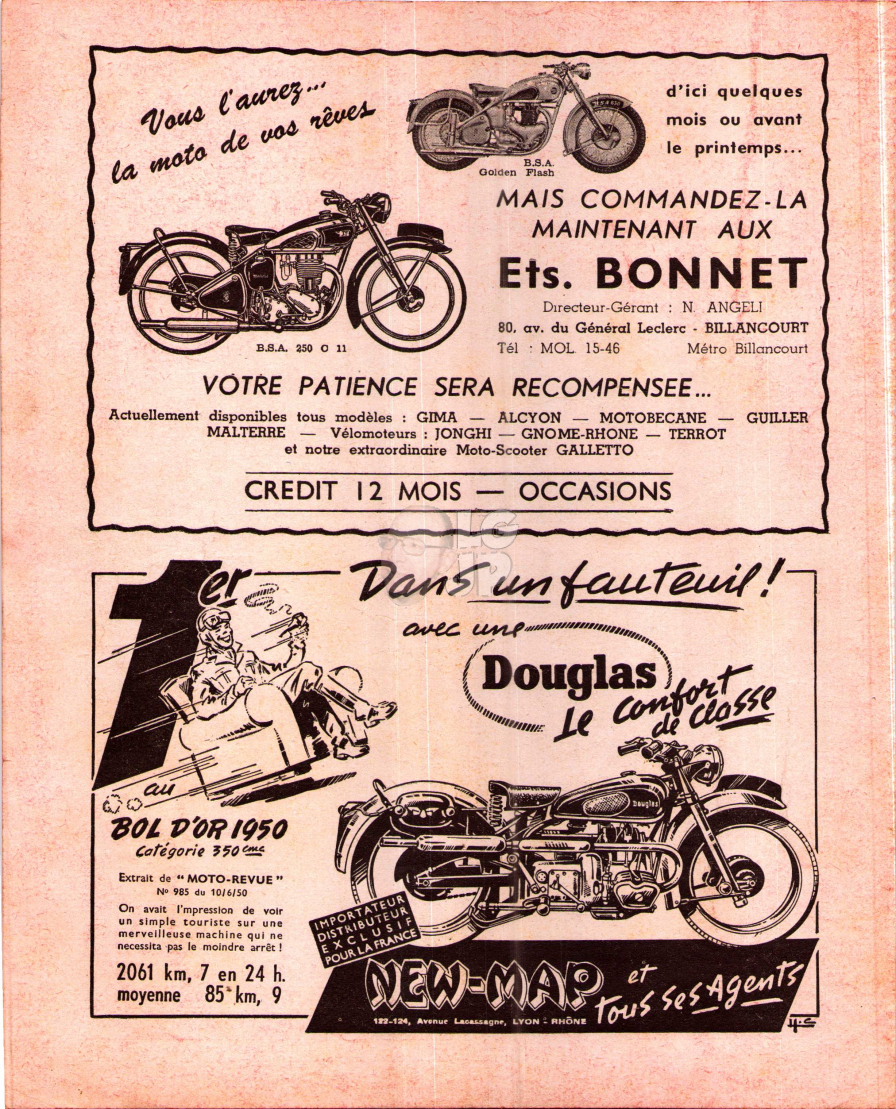 Vous l'aurez...
la moto de vos rêves
B.S.A.
Golden Flash
d'ici quelques
mois ou avant
le printemps...
MAIS COMMANDEZ-LA
MAINTENANT AUX
Ets. BONNET
Directeur-Gérant : N. ANGELI
80, av. du Général Leclerc - BILLANCOURT
Tél : MOL. 15-46 Métro Billancourt
B.S.A. 250 C 11
VOTRE PATIENCE SERA RECOMPENSEE...
Actuellement disponibles tous modèles : GIMA — ALCYON — MOTOBECANE — GUILLER
MALTERRE — Vélomoteurs : JONGHI — GNOME-RHONE — TERROT
et notre extraordinaire Moto-Scooter GALLETTO
CREDIT 12 MOIS — OCCASIONS
1er
Dans un fauteuil !
avec une
Douglas
Le Confort
de classe
au
BOL D'OR 1950
Catégorie 350 cmc
Extrait de "MOTO-REVUE"
N° 985 du 10/6/50
On avait l'mpression de voir
un simple touriste sur une
merveilleuse machine qui ne
necessita pas le moindre arrêt !
2061 km, 7 en 24 h.
moyenne 85 km, 9
Douglas
IMPORTATEUR
DISTRIBUTEUR
EXCLUSIF
POUR LA FRANCE
NEW-MAP
et
tous ses Agents
122-124, Avenue Lacassagne, LYON - RHÔNE